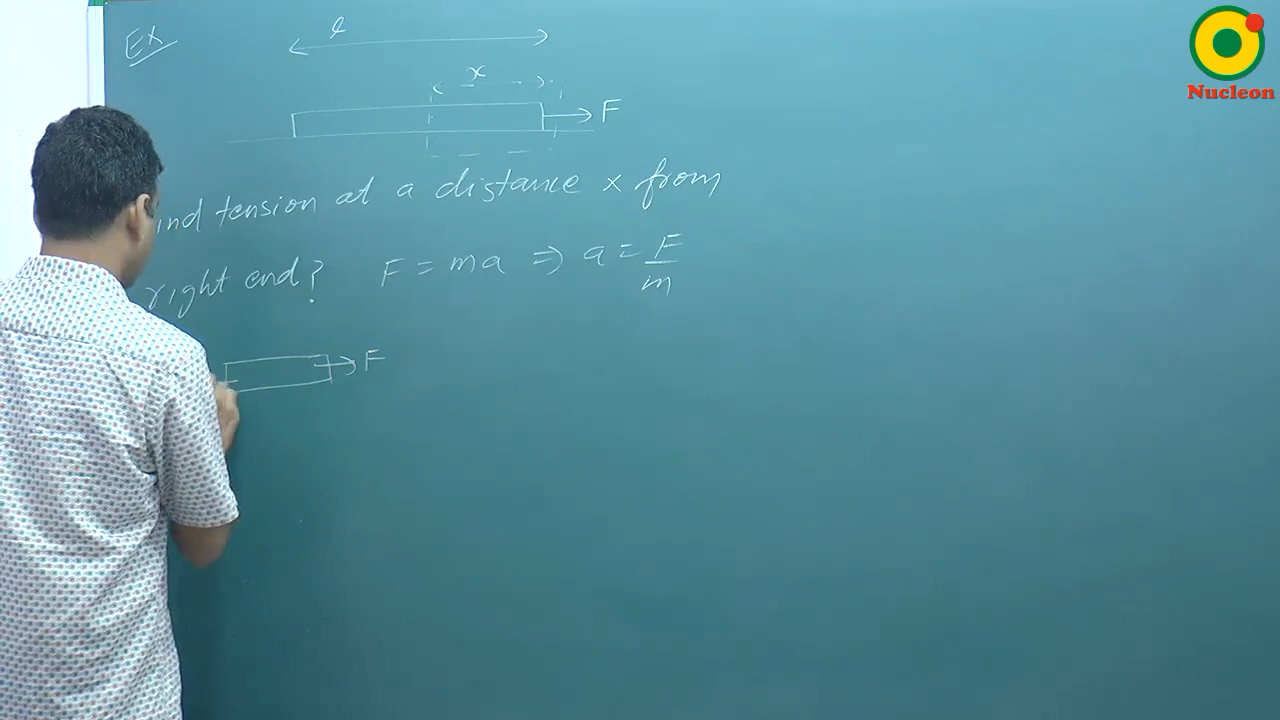 Ex
l
x
F
ind tension at a distance x from
right end? F = ma ⇒ a = F/m
F
Nucleon